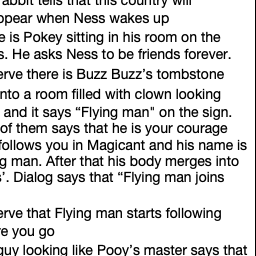 abbit tells that this country will
ppear when Ness wakes up
e is Pokey sitting in his room on the
s. He asks Ness to be friends forever.
erve there is Buzz Buzz's tombstone
nto a room filled with clown looking
and it says “Flying man" on the sign.
of them says that he is your courage
follows you in Magicant and his name is
g man. After that his body merges into
s'. Dialog says that “Flying man joins
erve that Flying man starts following
re you go
guy looking like Pooy's master says that